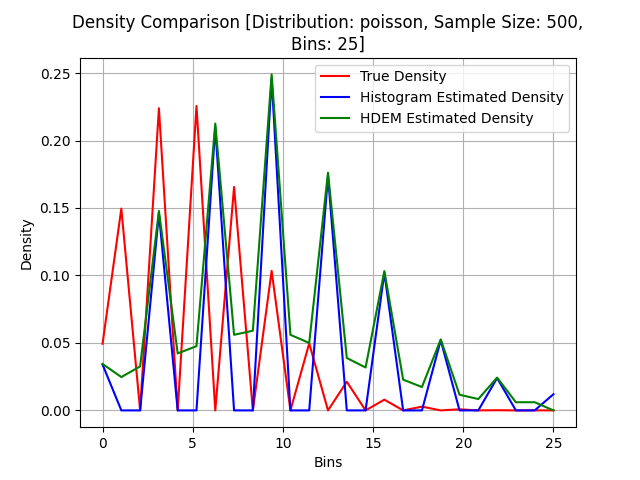 Density Comparison [Distribution: poisson, Sample Size: 500,
Bins: 25]
True Density
Histogram Estimated Density
HDEM Estimated Density
Density
0.25
0.20
0.15
0.10
0.05
0.00
0 5 10 15 20 25
Bins